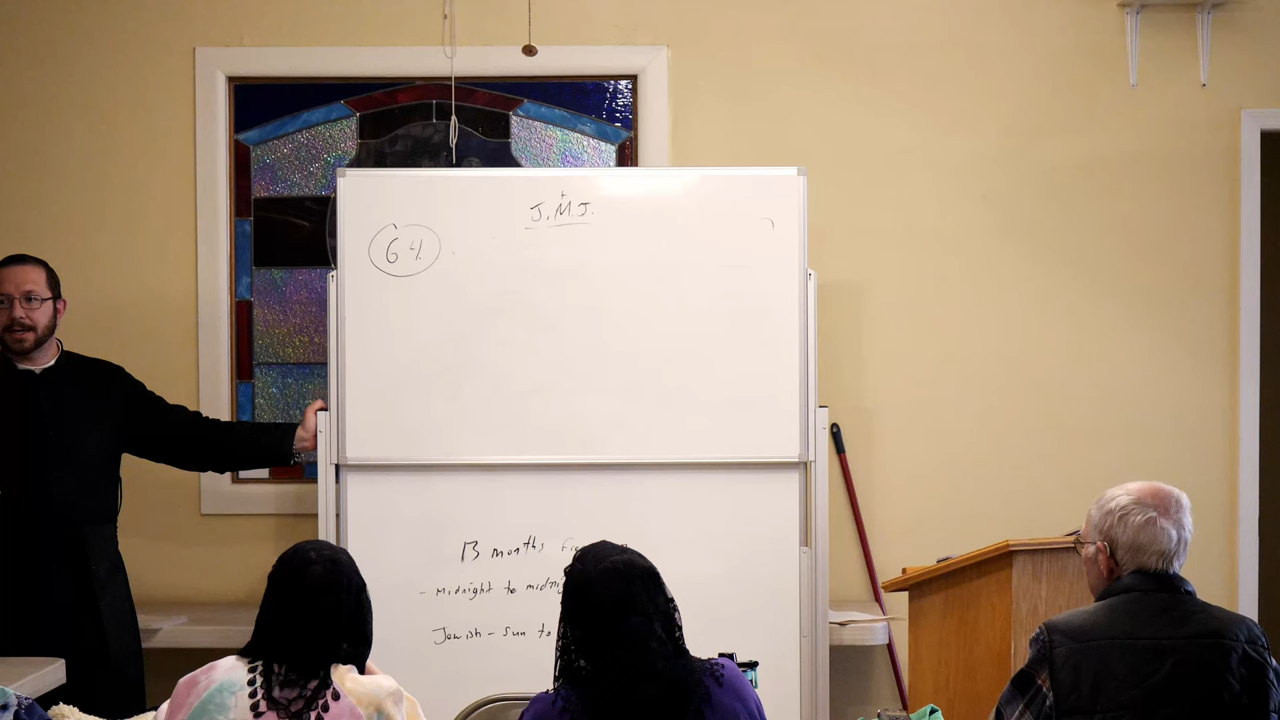 J.M.J.
64
13 months
- Midnight to
Jewish - Sun to